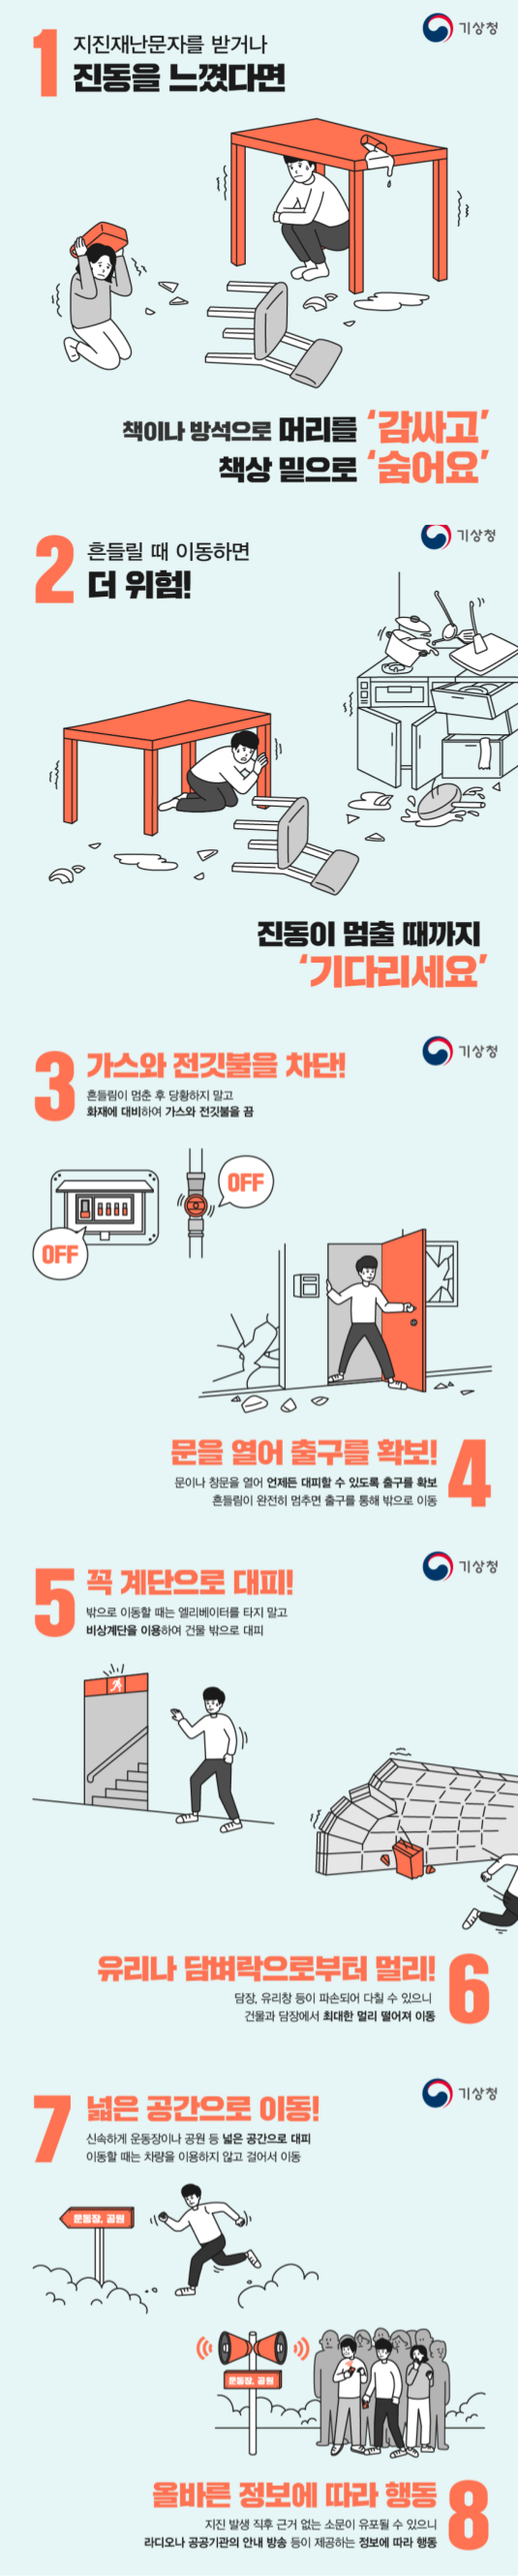 기상청
1
지진재난문자를 받거나
진동을 느꼈다면
책이나 방석으로 머리를 ‘감싸고’
책상 밑으로 ‘숨어요’
기상청
2
흔들릴 때 이동하면
더 위험!
진동이 멈출 때까지
‘기다리세요’
기상청
3
가스와 전깃불을 차단!
흔들림이 멈춘 후 당황하지 말고
화재에 대비하여 가스와 전깃불을 끔
OFF
OFF
문을 열어 출구를 확보!
4
문이나 창문을 열어 언제든 대피할 수 있도록 출구를 확보
흔들림이 완전히 멈추면 출구를 통해 밖으로 이동
기상청
5
꼭 계단으로 대피!
밖으로 이동할 때는 엘리베이터를 타지 말고
비상계단을 이용하여 건물 밖으로 대피
유리나 담벼락으로부터 멀리!
6
담장, 유리창 등이 파손되어 다칠 수 있으니
건물과 담장에서 최대한 멀리 떨어져 이동
기상청
7
넓은 공간으로 이동!
신속하게 운동장이나 공원 등 넓은 공간으로 대피
이동할 때는 차량을 이용하지 않고 걸어서 이동
운동장, 공원
운동장, 공원
올바른 정보에 따라 행동
8
지진 발생 직후 근거 없는 소문이 유포될 수 있으니
라디오나 공공기관의 안내 방송 등이 제공하는 정보에 따라 행동